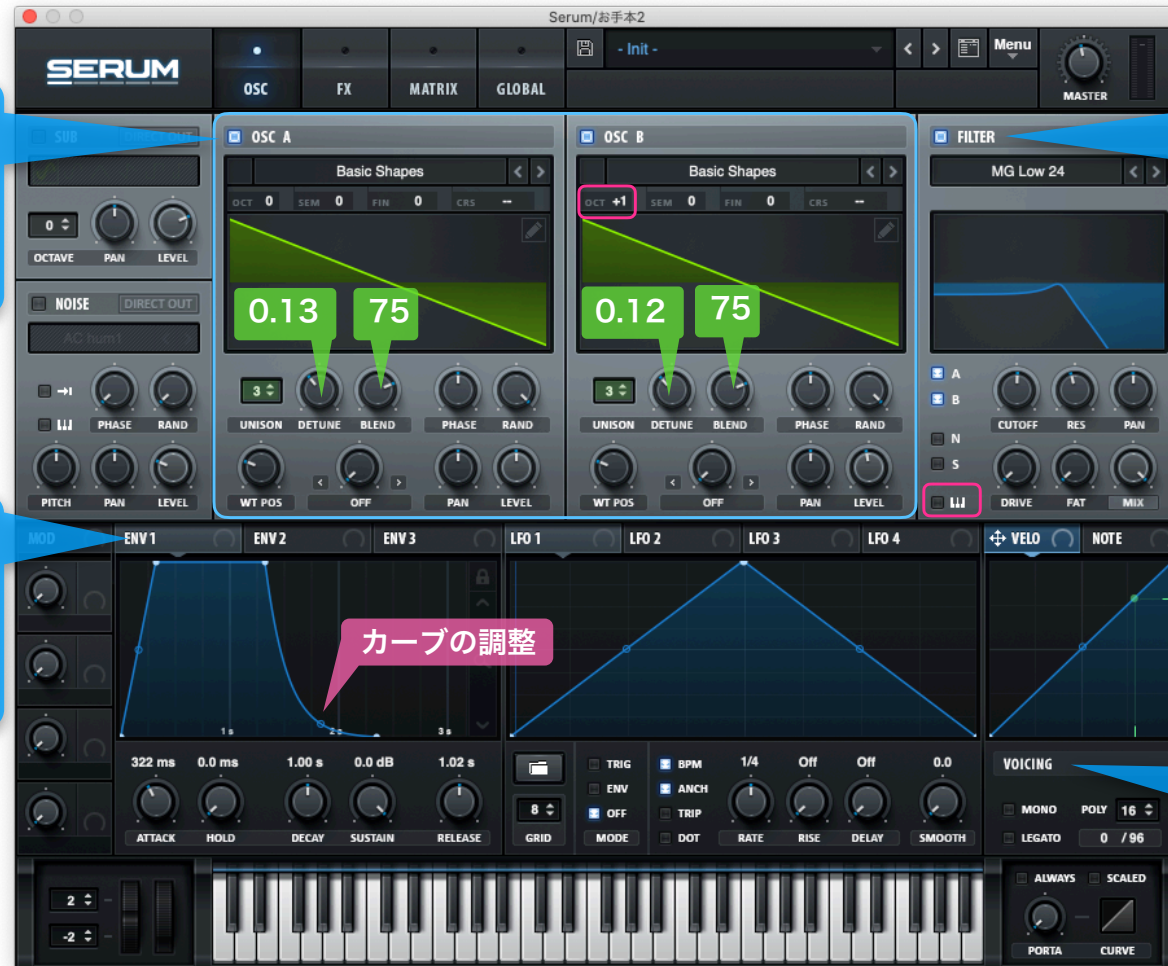 Serum/お手本2
SERUM
OSC
FX
MATRIX
GLOBAL
- Init -
Menu
MASTER
SUB
DIRECT OUT
0
OCTAVE
PAN
LEVEL
NOISE
DIRECT OUT
AC hum1
PHASE
RAND
PITCH
PAN
LEVEL
OSC A
Basic Shapes
OCT 0 SEM 0 FIN 0 CRS --
0.13
75
3
UNISON
DETUNE
BLEND
PHASE
RAND
WT POS
OFF
PAN
LEVEL
OSC B
Basic Shapes
OCT +1 SEM 0 FIN 0 CRS --
0.12
75
3
UNISON
DETUNE
BLEND
PHASE
RAND
WT POS
OFF
PAN
LEVEL
FILTER
MG Low 24
A
B
N
S
CUTOFF
RES
PAN
DRIVE
FAT
MIX
MOD
ENV 1
ENV 2
ENV 3
カーブの調整
1 s
2 s
3 s
322 ms
0.0 ms
1.00 s
0.0 dB
1.02 s
ATTACK
HOLD
DECAY
SUSTAIN
RELEASE
LFO 1
LFO 2
LFO 3
LFO 4
8
GRID
TRIG
ENV
OFF
MODE
BPM
ANCH
TRIP
DOT
1/4
Off
Off
0.0
RATE
RISE
DELAY
SMOOTH
VELO
NOTE
VOICING
MONO
POLY
16
LEGATO
0 / 96
2
-2
ALWAYS
SCALED
PORTA
CURVE